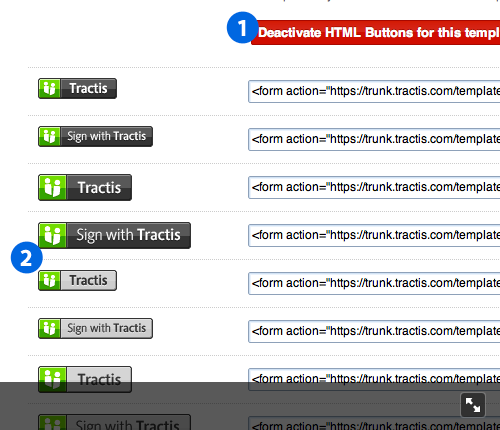 1 Deactivate HTML Buttons for this templ
Tractis <form action="https://trunk.tractis.com/template
Sign with Tractis <form action="https://trunk.tractis.com/template
Tractis <form action="https://trunk.tractis.com/template
Sign with Tractis <form action="https://trunk.tractis.com/template
2
Tractis <form action="https://trunk.tractis.com/template
Sign with Tractis <form action="https://trunk.tractis.com/template
Tractis <form action="https://trunk.tractis.com/template
Sign with Tractis <form action="https://trunk.tractis.com/template